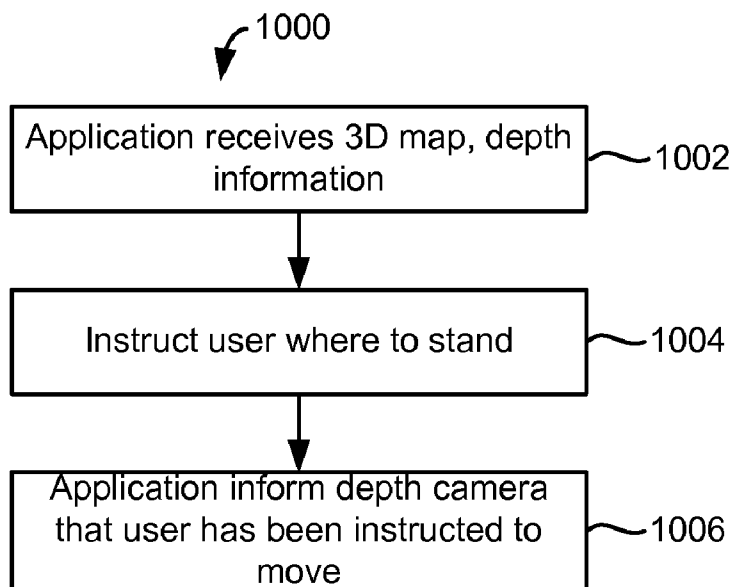 1000
Application receives 3D map, depth
information
1002
Instruct user where to stand
1004
Application inform depth camera
that user has been instructed to
move
1006